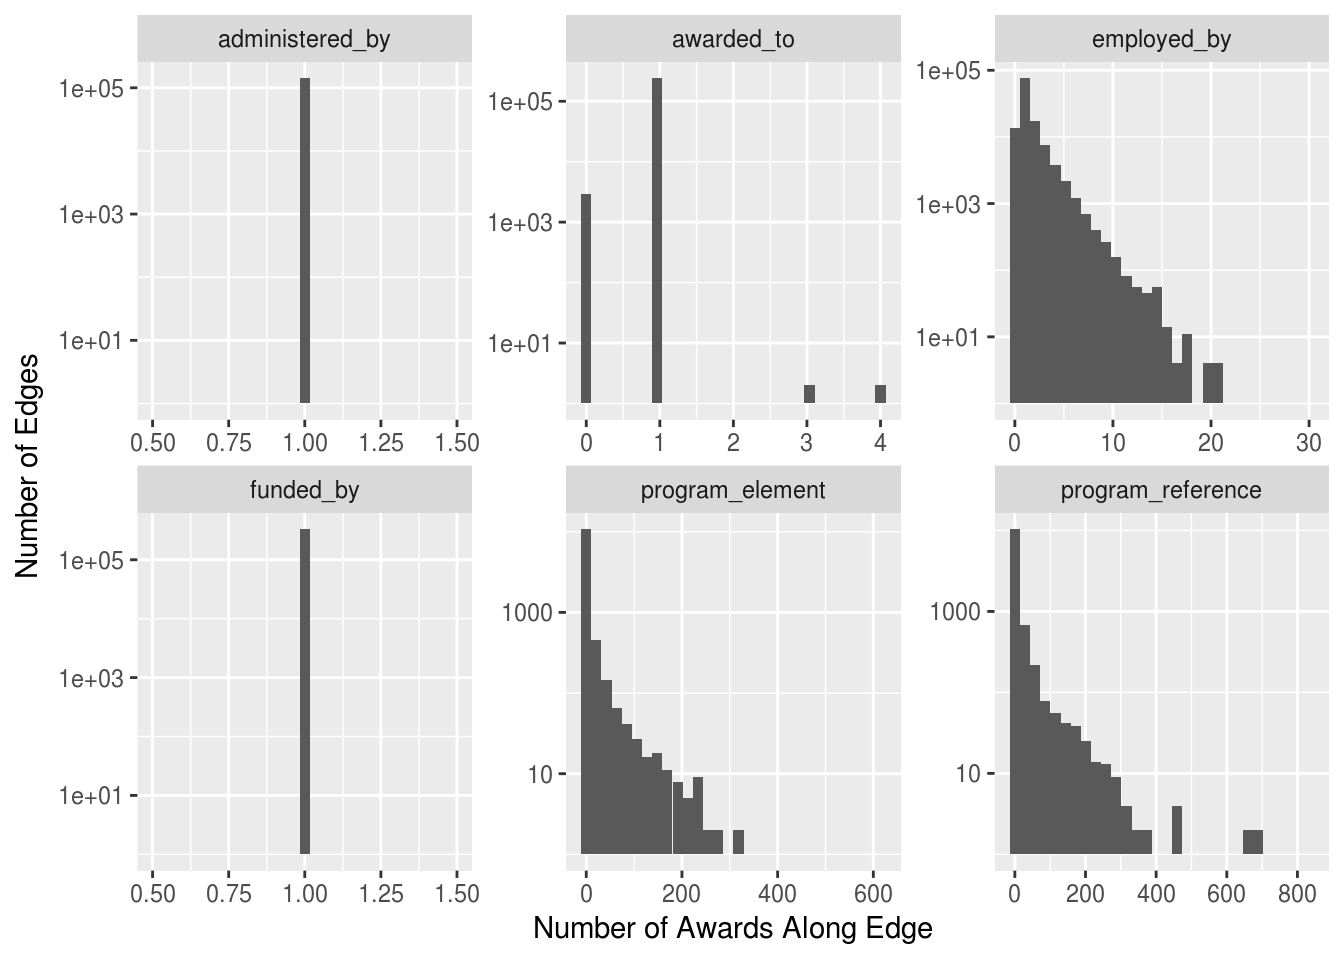 administered_by awarded_to employed_by
1e+05 1e+05 1e+05
1e+03 1e+03 1e+03
1e+01 1e+01 1e+01
0.50 0.75 1.00 1.25 1.50 0 1 2 3 4 0 10 20 30
Number of Edges
funded_by program_element program_reference
1e+05 1000 1000
1e+03
1e+01 10 10
0.50 0.75 1.00 1.25 1.50 0 200 400 600 0 200 400 600 800
Number of Awards Along Edge